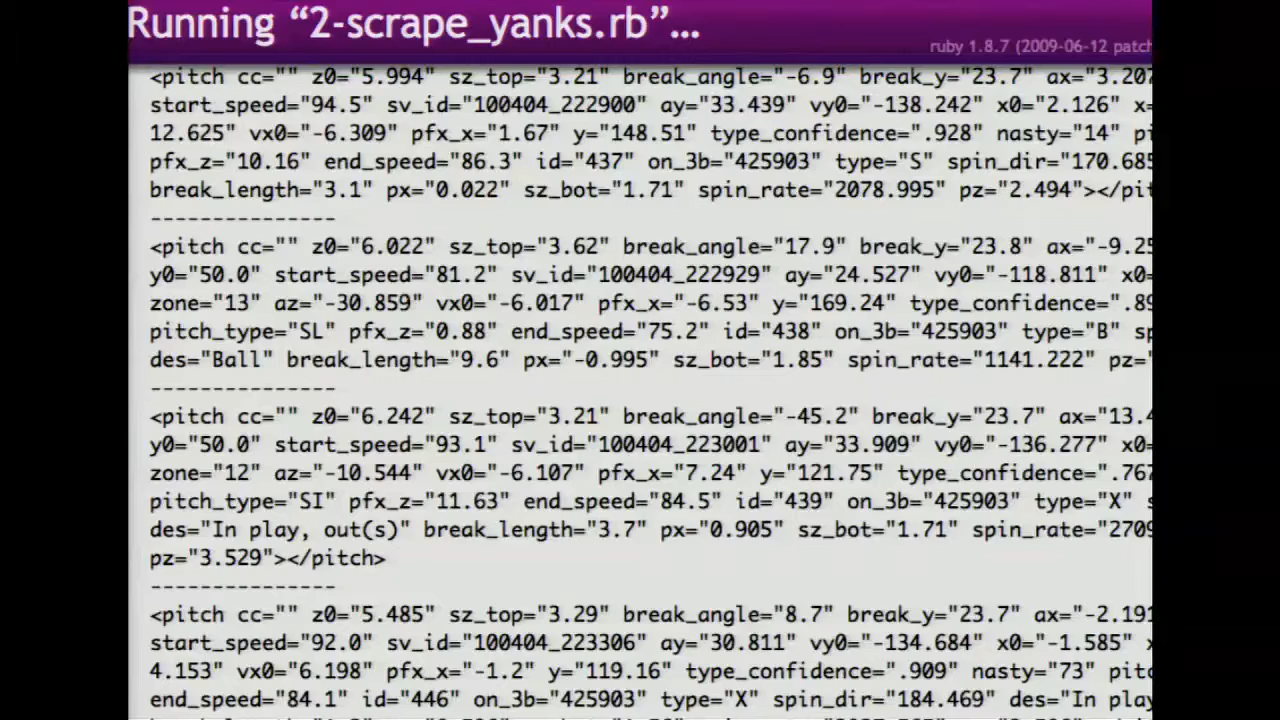 Running “2-scrape_yanks.rb”…
ruby 1.8.7 (2009-06-12 patch
<pitch cc="" z0="5.994" sz_top="3.21" break_angle="-6.9" break_y="23.7" ax="3.207
start_speed="94.5" sv_id="100404_222900" ay="33.439" vy0="-138.242" x0="2.126" x=
12.625" vx0="-6.309" pfx_x="1.67" y="148.51" type_confidence=".928" nasty="14" pi
pfx_z="10.16" end_speed="86.3" id="437" on_3b="425903" type="S" spin_dir="170.685
break_length="3.1" px="0.022" sz_bot="1.71" spin_rate="2078.995" pz="2.494"></pit
---------------
<pitch cc="" z0="6.022" sz_top="3.62" break_angle="17.9" break_y="23.8" ax="-9.25
y0="50.0" start_speed="81.2" sv_id="100404_222929" ay="24.527" vy0="-118.811" x0=
zone="13" az="-30.859" vx0="-6.017" pfx_x="-6.53" y="169.24" type_confidence=".89
pitch_type="SL" pfx_z="0.88" end_speed="75.2" id="438" on_3b="425903" type="B" sp
des="Ball" break_length="9.6" px="-0.995" sz_bot="1.85" spin_rate="1141.222" pz="
---------------
<pitch cc="" z0="6.242" sz_top="3.21" break_angle="-45.2" break_y="23.7" ax="13.4
y0="50.0" start_speed="93.1" sv_id="100404_223001" ay="33.909" vy0="-136.277" x0=
zone="12" az="-10.544" vx0="-6.107" pfx_x="7.24" y="121.75" type_confidence=".767
pitch_type="SI" pfx_z="11.63" end_speed="84.5" id="439" on_3b="425903" type="X" s
des="In play, out(s)" break_length="3.7" px="0.905" sz_bot="1.71" spin_rate="2709
pz="3.529"></pitch>
---------------
<pitch cc="" z0="5.485" sz_top="3.29" break_angle="8.7" break_y="23.7" ax="-2.191
start_speed="92.0" sv_id="100404_223306" ay="30.811" vy0="-134.684" x0="-1.585" x
4.153" vx0="6.198" pfx_x="-1.2" y="119.16" type_confidence=".909" nasty="73" pitc
end_speed="84.1" id="446" on_3b="425903" type="X" spin_dir="184.469" des="In play